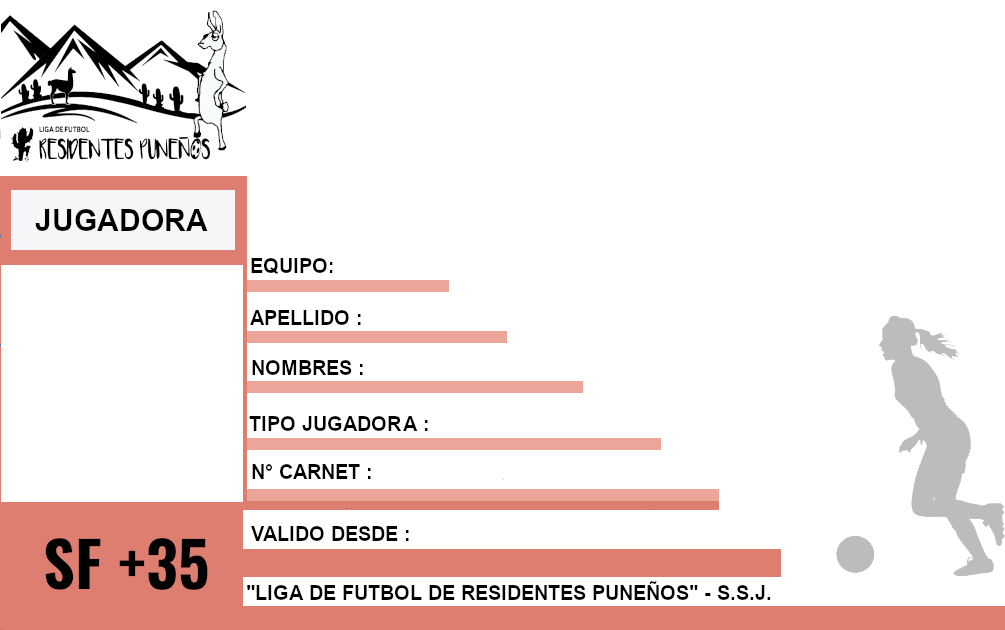 LIGA DE FUTBOL
RESIDENTES PUNEÑOS
JUGADORA
EQUIPO:
APELLIDO :
NOMBRES :
TIPO JUGADORA :
N° CARNET :
SF +35
VALIDO DESDE :
"LIGA DE FUTBOL DE RESIDENTES PUNEÑOS" - S.S.J.